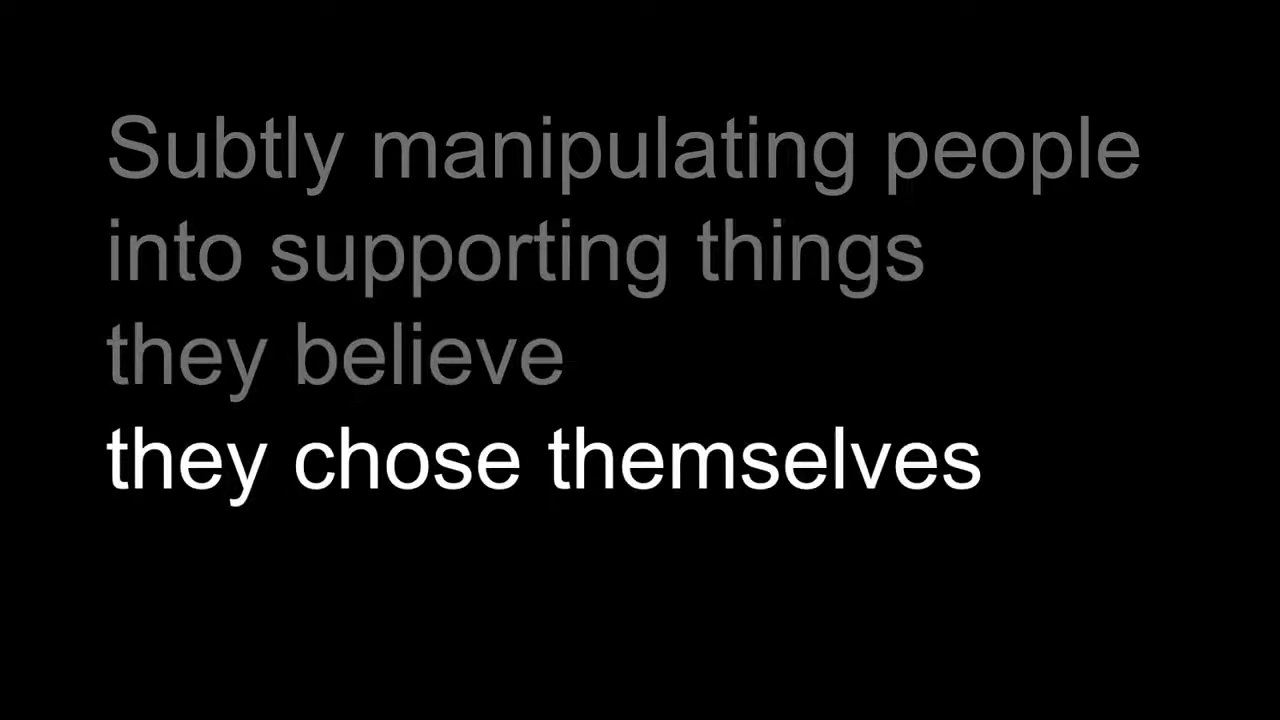 Subtly manipulating people
into supporting things
they believe
they chose themselves